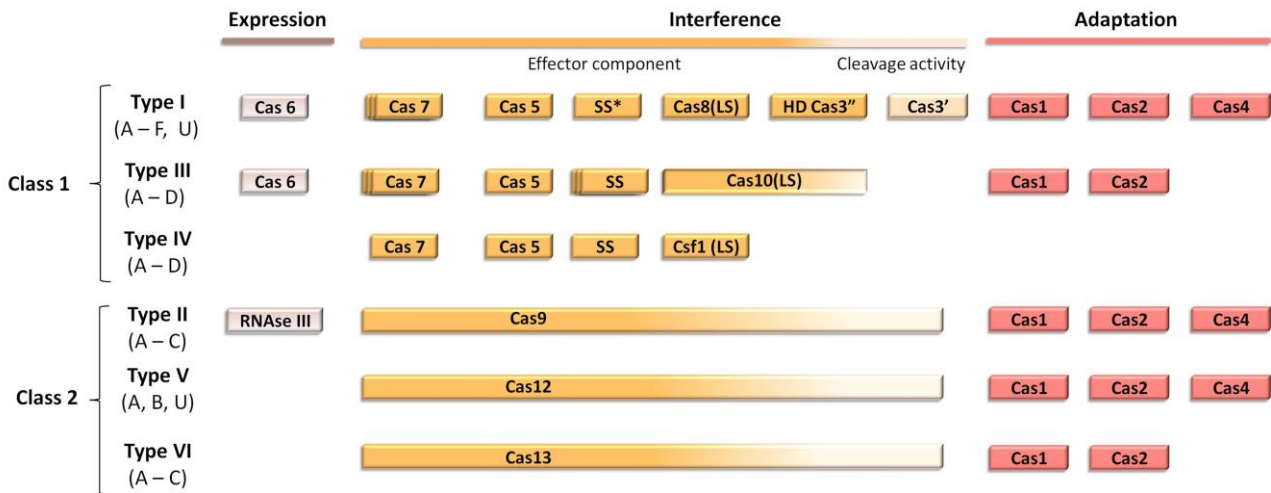 Expression Interference Adaptation
Effector component Cleavage activity
Type I
(A – F, U)
Cas 6 Cas 7 Cas 5 SS* Cas8(LS) HD Cas3” Cas3’ Cas1 Cas2 Cas4
Class 1
Type III
(A – D)
Cas 6 Cas 7 Cas 5 SS Cas10(LS) Cas1 Cas2
Type IV
(A – D)
Cas 7 Cas 5 SS Csf1 (LS)
Type II
(A – C)
RNAse III Cas9 Cas1 Cas2 Cas4
Class 2
Type V
(A, B, U)
Cas12 Cas1 Cas2 Cas4
Type VI
(A – C)
Cas13 Cas1 Cas2